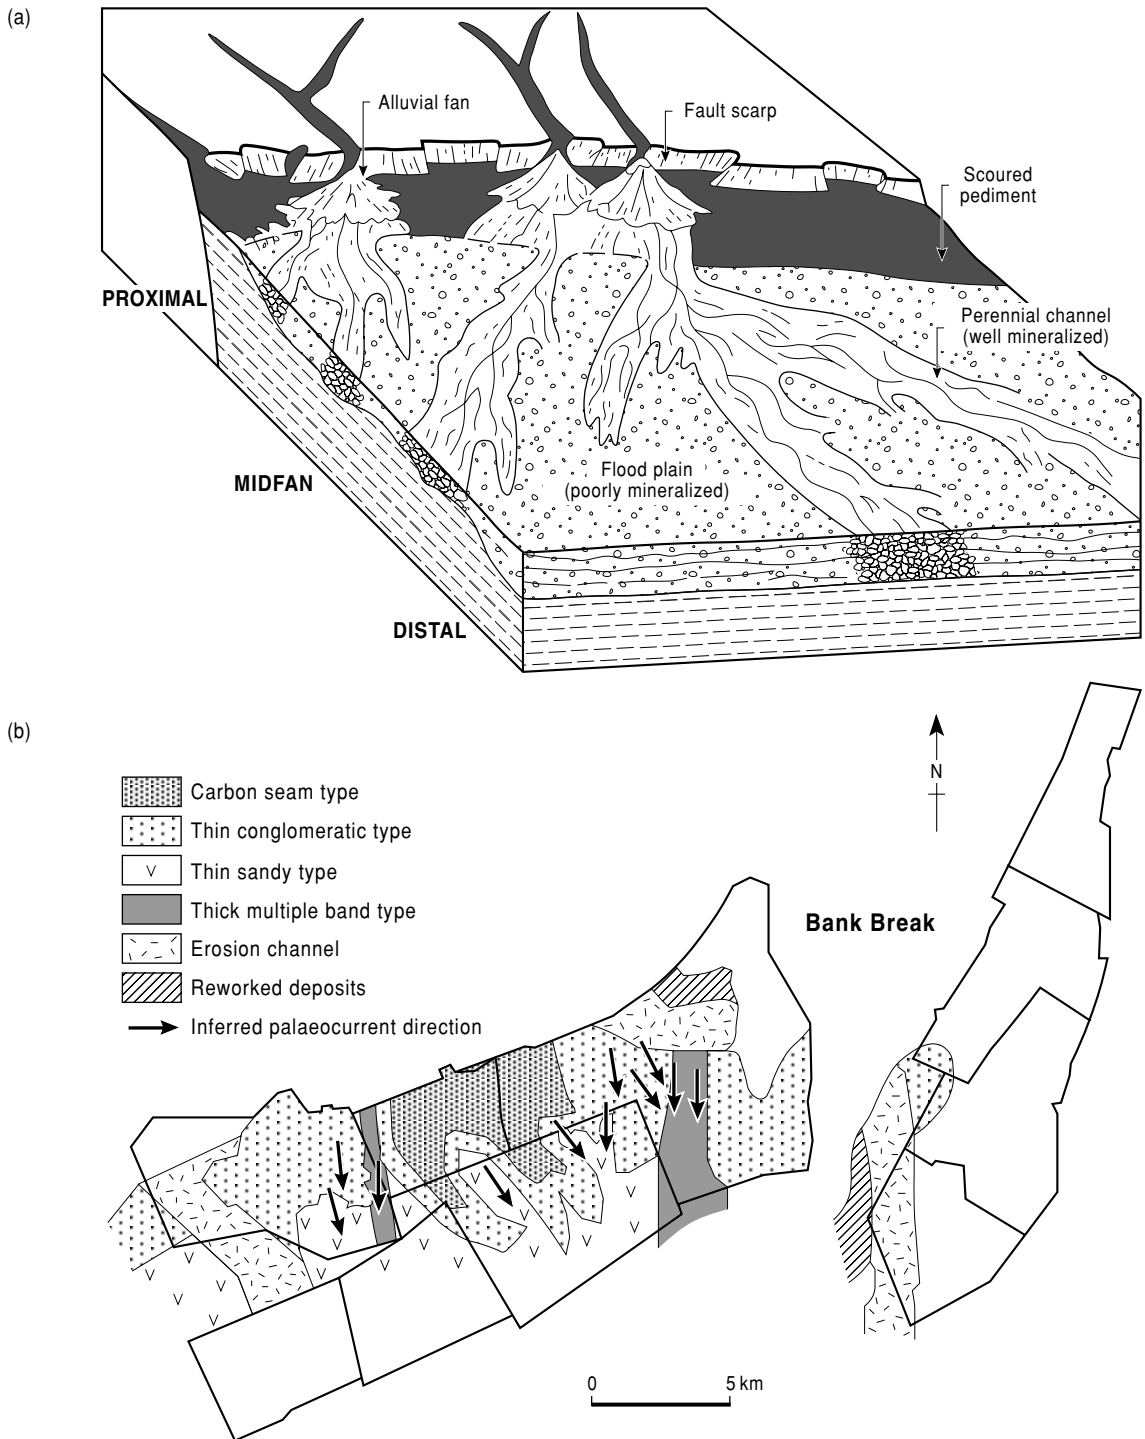 (a)
Alluvial fan
Fault scarp
Scoured
pediment
PROXIMAL
Perennial channel
(well mineralized)
MIDFAN
Flood plain
(poorly mineralized)
DISTAL
(b)
N
Carbon seam type
Thin conglomeratic type
Thin sandy type
Thick multiple band type
Erosion channel
Reworked deposits
Inferred palaeocurrent direction
Bank Break
0 5 km